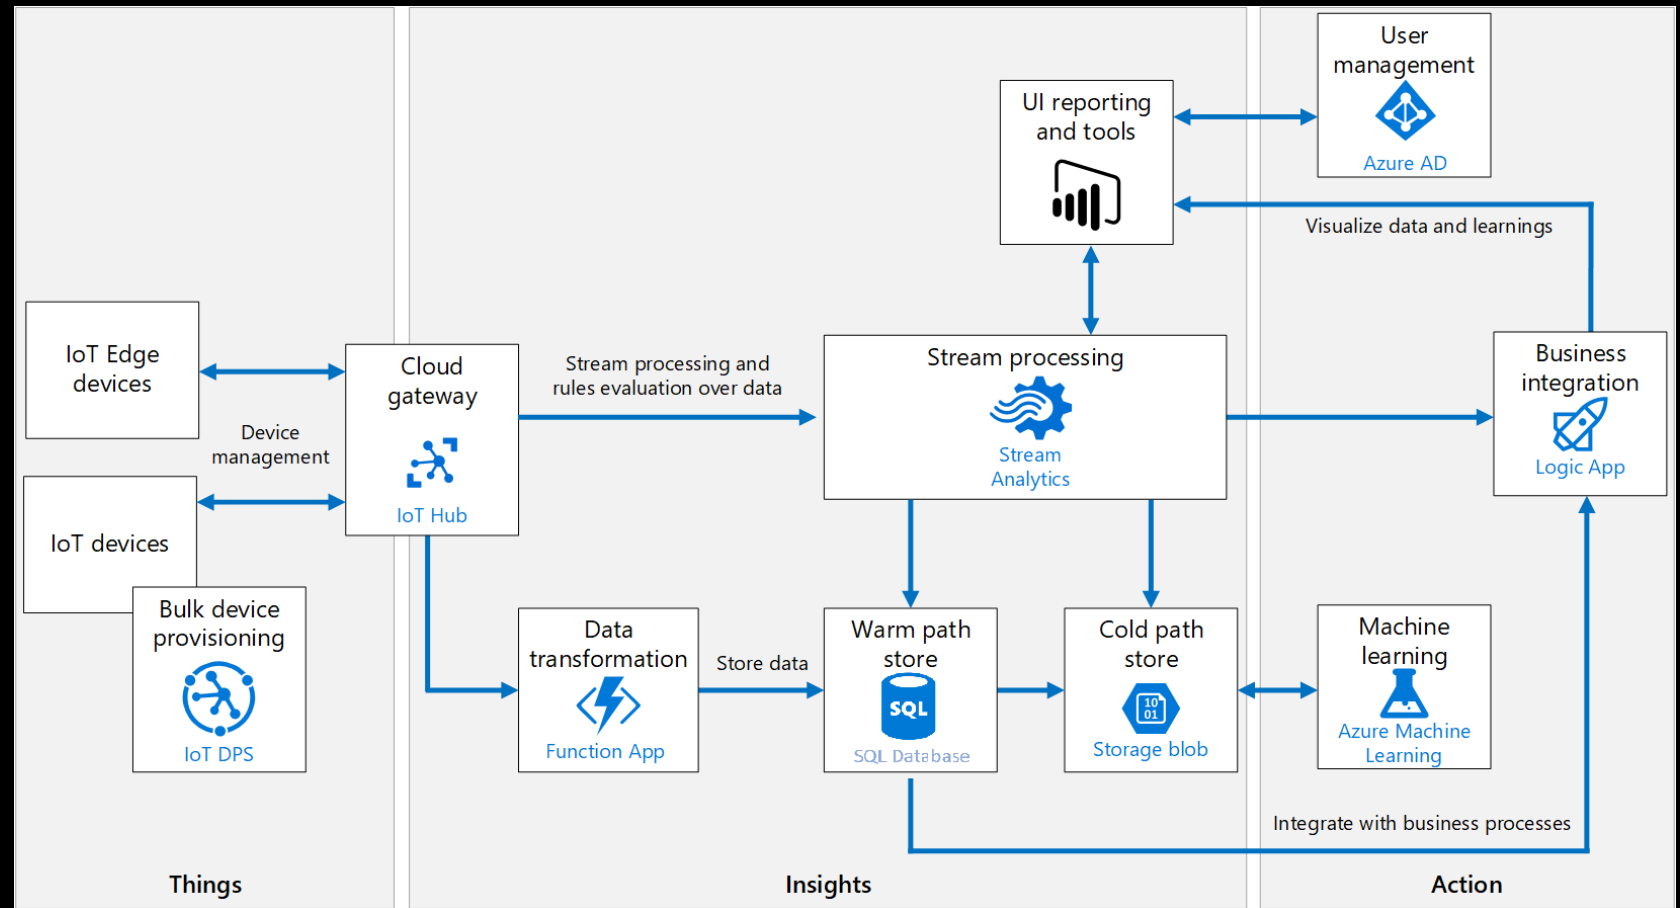 User
management
Azure AD
UI reporting
and tools
Visualize data and learnings
IoT Edge
devices
Device
management
IoT devices
Bulk device
provisioning
IoT DPS
Cloud
gateway
IoT Hub
Stream processing and
rules evaluation over data
Stream processing
Stream
Analytics
Business
integration
Logic App
Data
transformation
Function App
Store data
Warm path
store
SQL
SQL Database
Cold path
store
10
01
Storage blob
Machine
learning
Azure Machine
Learning
Integrate with business processes
Things
Insights
Action